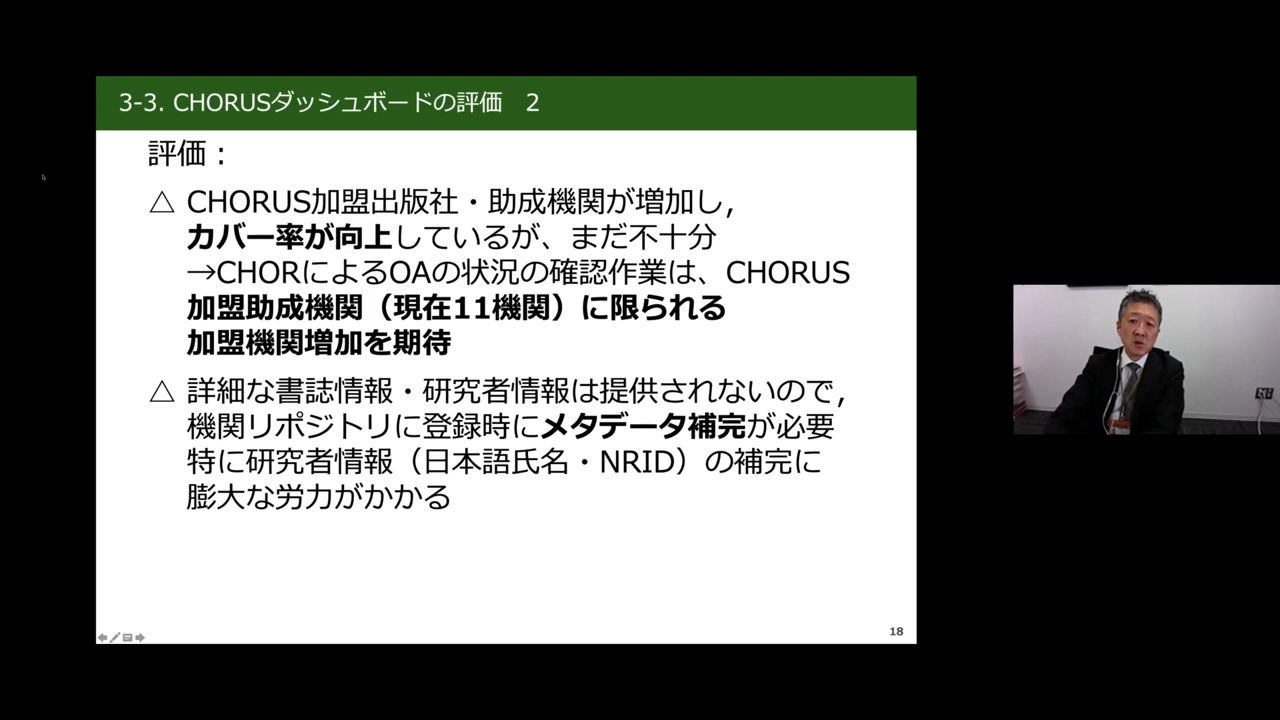 3-3. CHORUSダッシュボードの評価　2
評価：
△ CHORUS加盟出版社・助成機関が増加し,
カバー率が向上しているが、まだ不十分
→CHORによるOAの状況の確認作業は、CHORUS
加盟助成機関（現在11機関）に限られる
加盟機関増加を期待
△ 詳細な書誌情報・研究者情報は提供されないので,
機関リポジトリに登録時にメタデータ補完が必要
特に研究者情報（日本語氏名・NRID）の補完に
膨大な労力がかかる
18